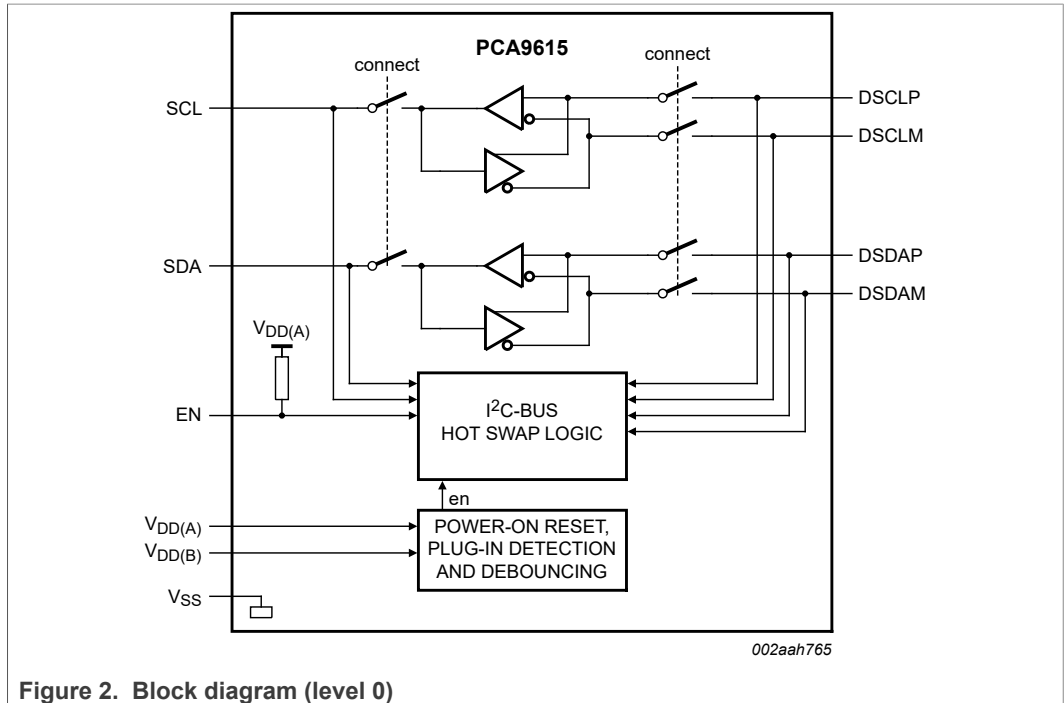 PCA9615
connect
connect
SCL
DSCLP
DSCLM
SDA
DSDAP
DSDAM
VDD(A)
EN
I²C-BUS
HOT SWAP LOGIC
en
VDD(A)
VDD(B)
POWER-ON RESET,
PLUG-IN DETECTION
AND DEBOUNCING
VSS
002aah765
Figure 2. Block diagram (level 0)